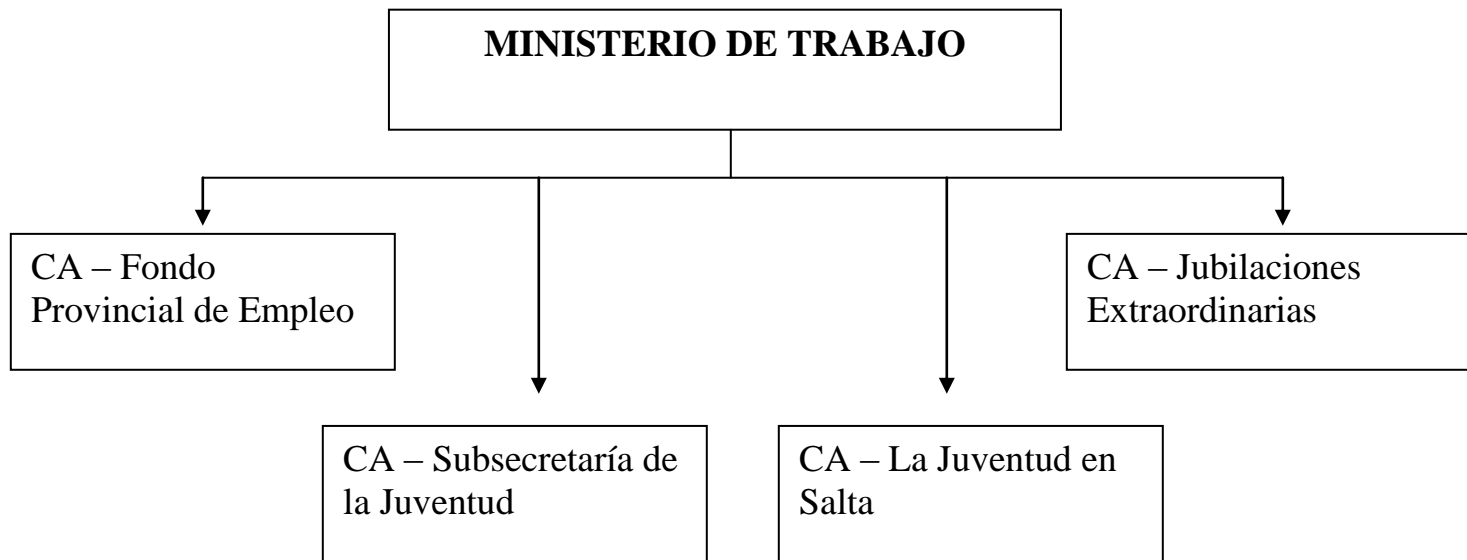 MINISTERIO DE TRABAJO
CA – Fondo
Provincial de Empleo
CA – Jubilaciones
Extraordinarias
CA – Subsecretaría de
la Juventud
CA – La Juventud en
Salta